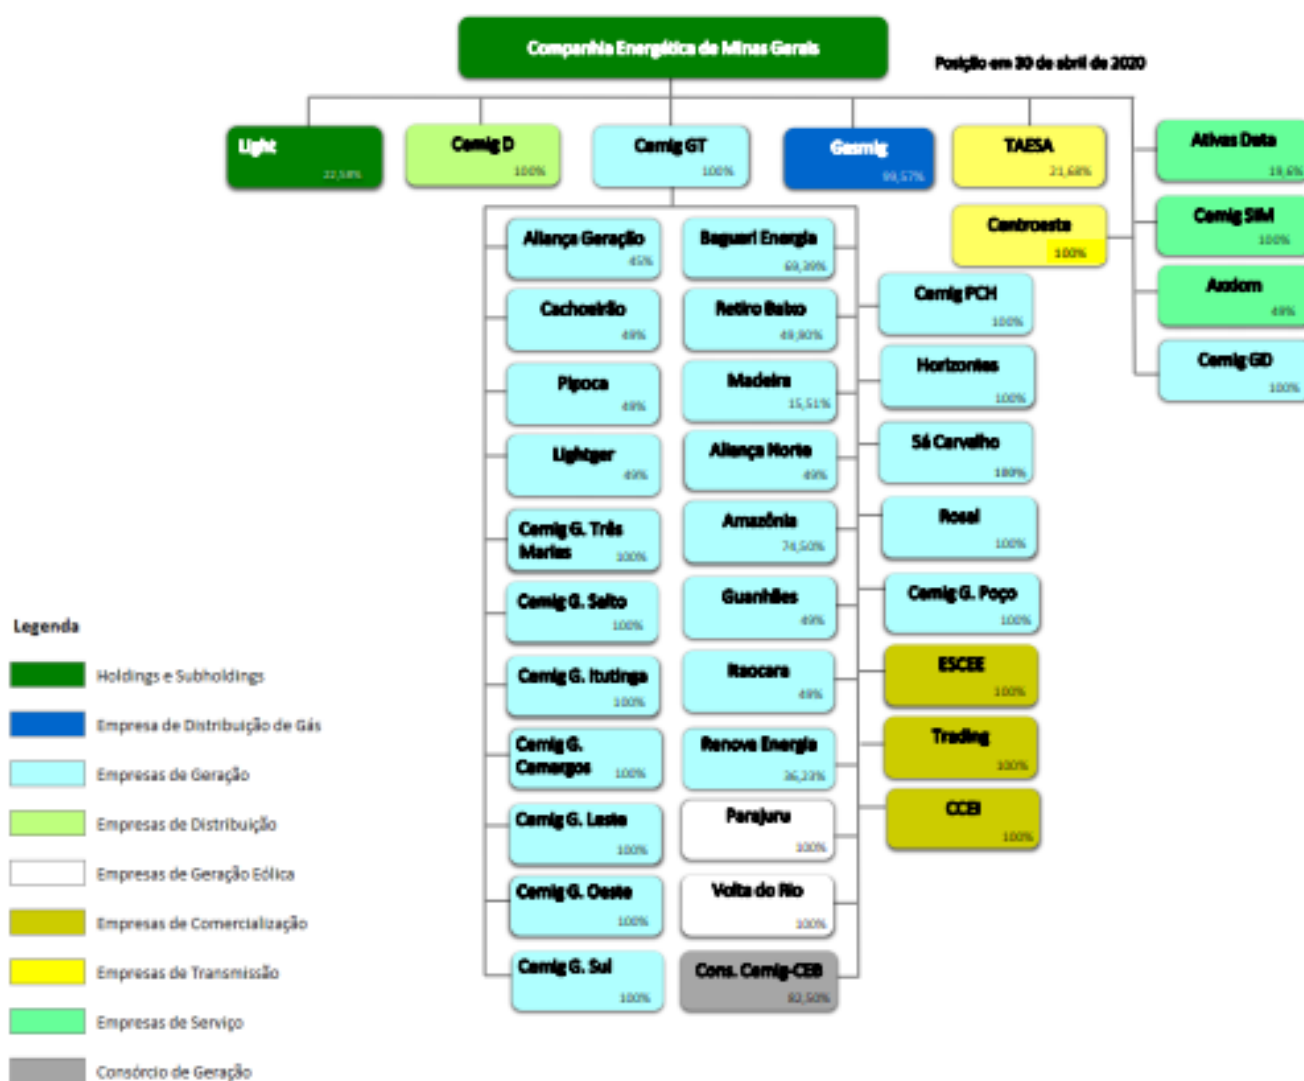 Companhia Energética de Minas Gerais
Posição em 30 de abril de 2020
Light
22,58%
Cemig D
100%
Cemig GT
100%
Gasmig
99,57%
TAESA
21,68%
Ativas Data
19,6%
Centroeste
100%
Cemig SIM
100%
Axxiom
49%
Cemig GD
100%
Aliança Geração
45%
Cachoeirão
49%
Pipoca
49%
Lightger
49%
Cemig G. Três
Marias
100%
Cemig G. Salto
100%
Cemig G. Itutinga
100%
Cemig G.
Camargos
100%
Cemig G. Leste
100%
Cemig G. Oeste
100%
Cemig G. Sul
100%
Baguari Energia
69,39%
Retiro Baixo
49,90%
Madeira
15,51%
Aliança Norte
49%
Amazônia
74,50%
Guanhães
49%
Itaocara
49%
Renova Energia
36,23%
Parajuru
100%
Volta do Rio
100%
Cons. Cemig-CEB
82,50%
Cemig PCH
100%
Horizontes
100%
Sá Carvalho
100%
Rosal
100%
Cemig G. Poço
100%
ESCEE
100%
Trading
100%
CCEI
100%
Legenda
Holdings e Subholdings
Empresa de Distribuição de Gás
Empresas de Geração
Empresas de Distribuição
Empresas de Geração Eólica
Empresas de Comercialização
Empresas de Transmissão
Empresas de Serviço
Consórcio de Geração